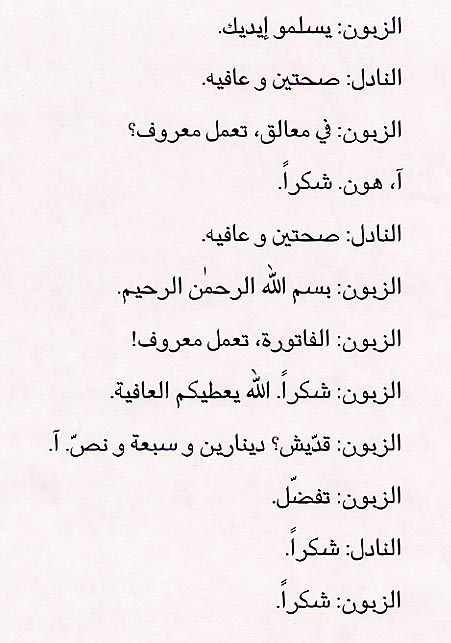 الزبون: يسلمو إيديك.
النادل: صحتين و عافيه.
الزبون: في معالق، تعمل معروف؟
آ، هون. شكراً.
النادل: صحتين و عافيه.
الزبون: بسم الله الرحمٰن الرحيم.
الزبون: الفاتورة، تعمل معروف!
الزبون: شكراً. الله يعطيكم العافية.
الزبون: قدّيش؟ دينارين و سبعة و نصّ. آ.
الزبون: تفضّل.
النادل: شكراً.
الزبون: شكراً.